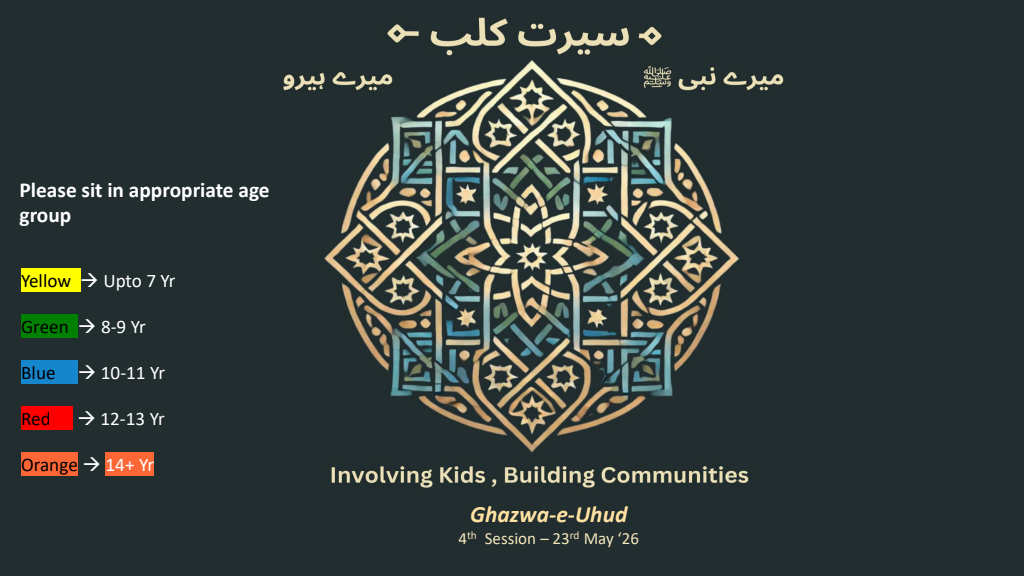 سیرت کلب
میرے نبی ﷺ
میرے ہیرو
Please sit in appropriate age
group
Yellow → Upto 7 Yr
Green → 8-9 Yr
Blue → 10-11 Yr
Red → 12-13 Yr
Orange → 14+ Yr
Involving Kids , Building Communities
Ghazwa-e-Uhud
4th Session – 23rd May ‘26